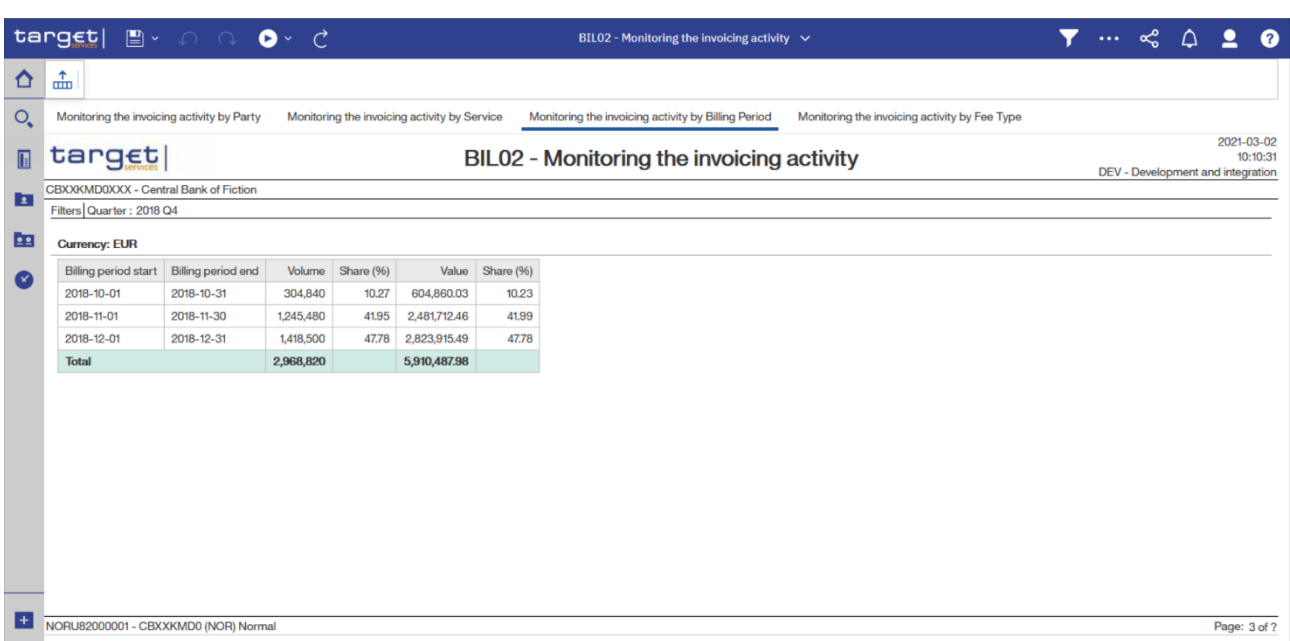 target| services BIL02 - Monitoring the invoicing activity ?
Monitoring the invoicing activity by Party Monitoring the invoicing activity by Service Monitoring the invoicing activity by Billing Period Monitoring the invoicing activity by Fee Type
target| services BIL02 - Monitoring the invoicing activity
2021-03-02
10:10:31
DEV - Development and integration
CBXXKMD0XXX - Central Bank of Fiction
Filters Quarter : 2018 Q4
Currency: EUR
Billing period start Billing period end Volume Share (%) Value Share (%)
2018-10-01 2018-10-31 304,840 10.27 604,860.03 10.23
2018-11-01 2018-11-30 1,245,480 41.95 2,481,712.46 41.99
2018-12-01 2018-12-31 1,418,500 47.78 2,823,915.49 47.78
Total 2,968,820 5,910,487.98
NORU82000001 - CBXXKMD0 (NOR) Normal Page: 3 of ?